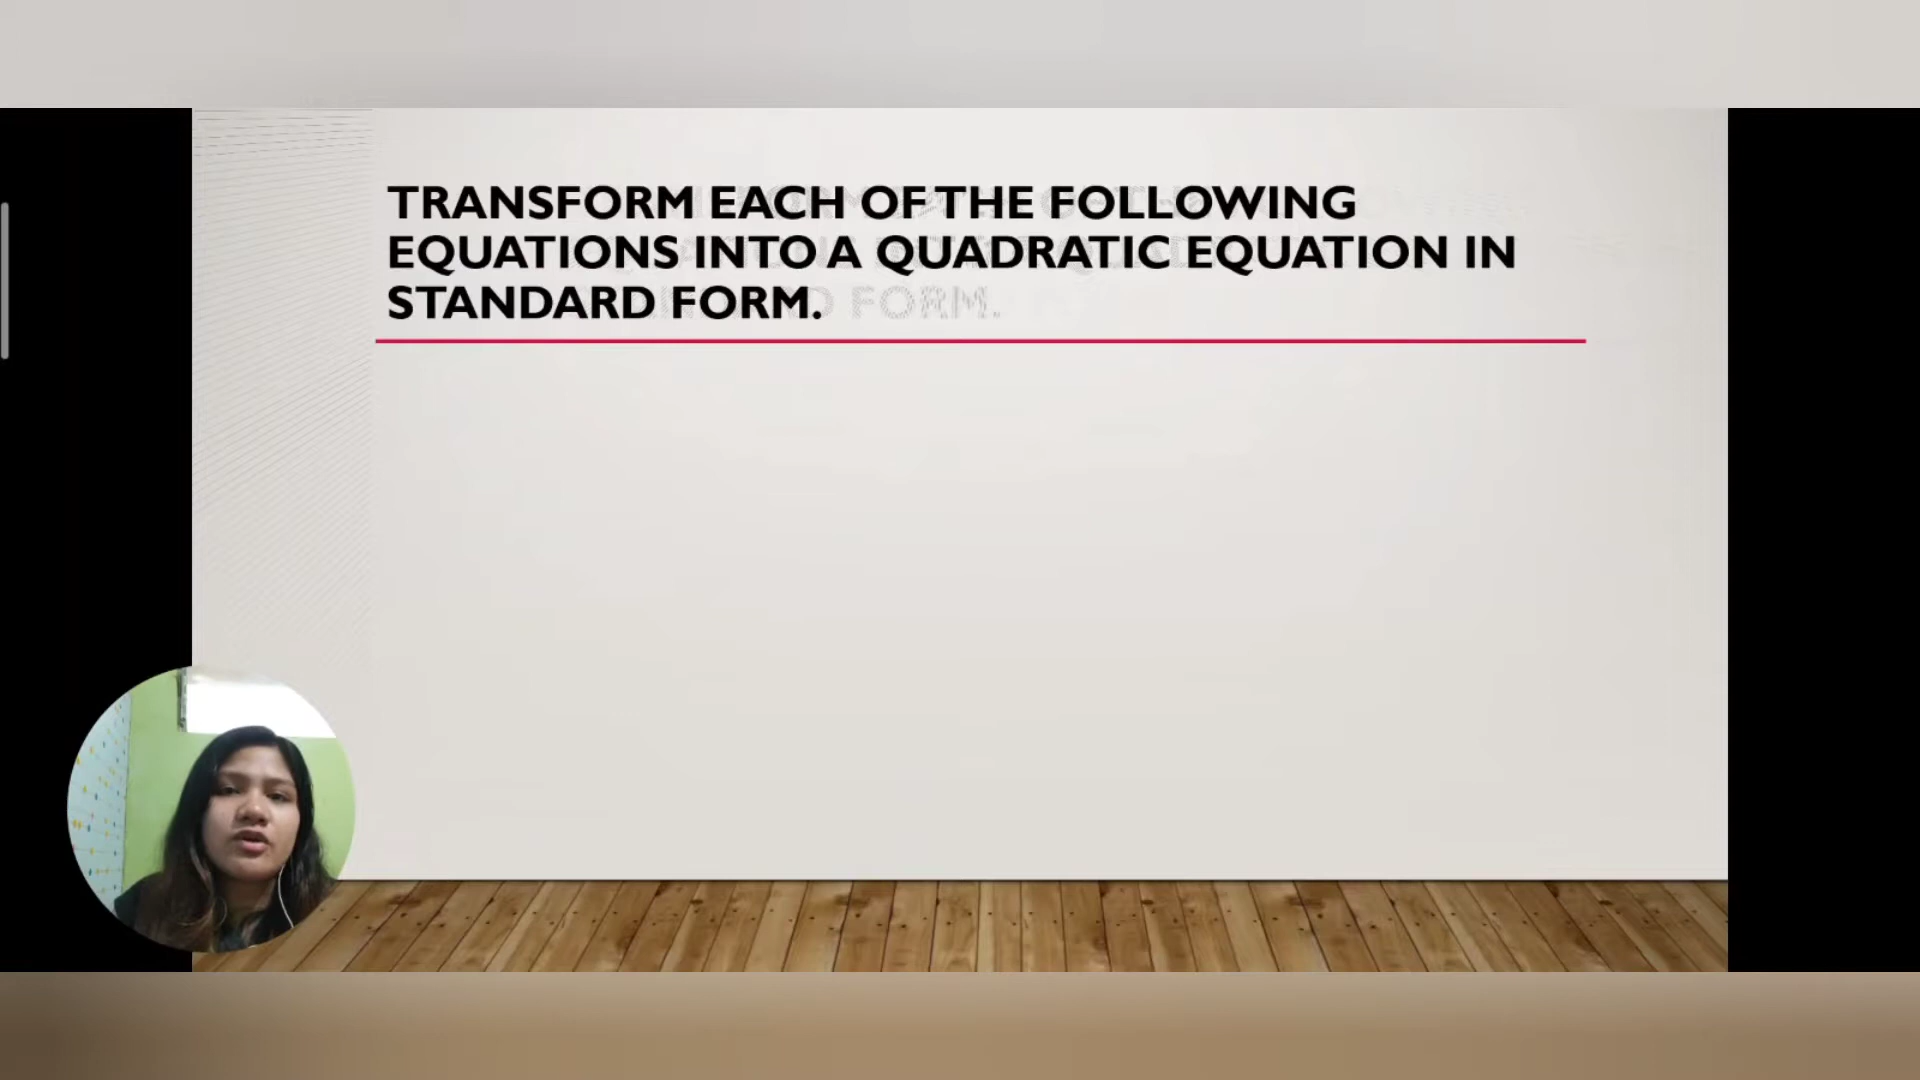 TRANSFORM EACH OF THE FOLLOWING
EQUATIONS INTO A QUADRATIC EQUATION IN
STANDARD FORM.